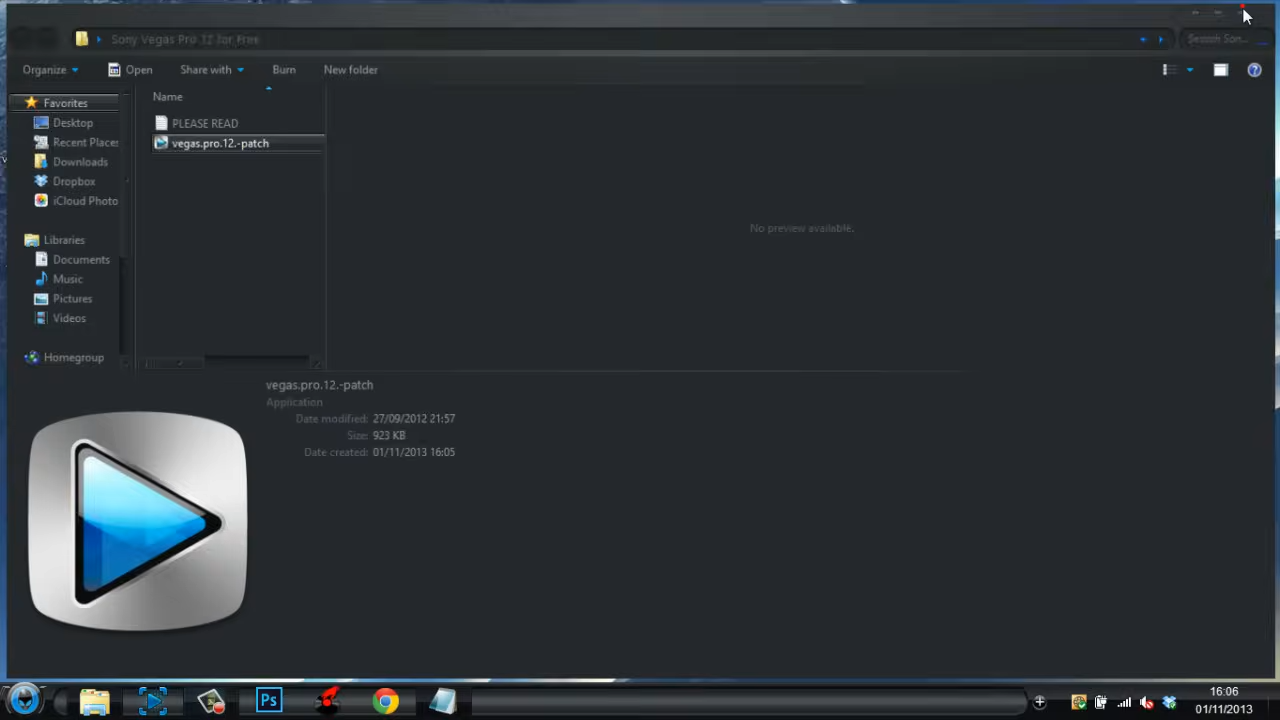 Sony Vegas Pro 12 for Free
Search Son...
Organize
Open
Share with
Burn
New folder
Favorites
Desktop
Recent Places
Downloads
Dropbox
iCloud Photo
Libraries
Documents
Music
Pictures
Videos
Homegroup
Name
PLEASE READ
vegas.pro.12.-patch
No preview available.
vegas.pro.12.-patch
Application
Date modified: 27/09/2012 21:57
Size: 923 KB
Date created: 01/11/2013 16:05
Ps
16:06
01/11/2013